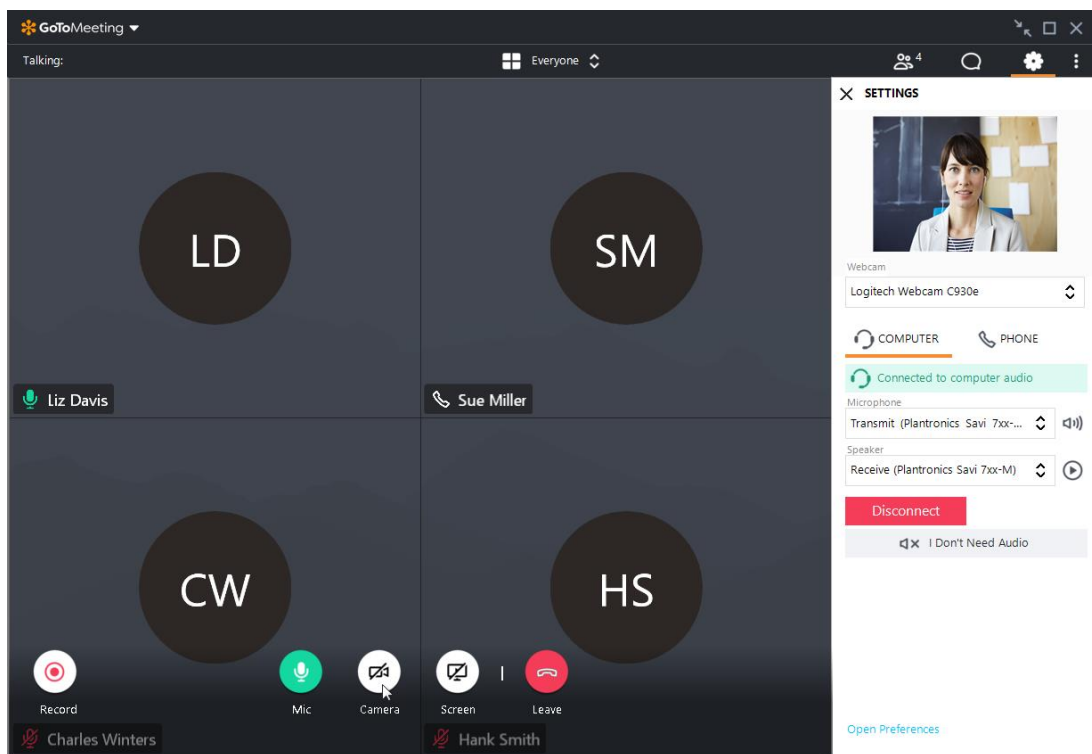 GoToMeeting
Talking:
Everyone
4
SETTINGS
LD
SM
Liz Davis
Sue Miller
Webcam
Logitech Webcam C930e
COMPUTER
PHONE
Connected to computer audio
Microphone
Transmit (Plantronics Savi 7xx-...
Speaker
Receive (Plantronics Savi 7xx-M)
Disconnect
I Don't Need Audio
CW
HS
Record
Mic
Camera
Screen
Leave
Charles Winters
Hank Smith
Open Preferences